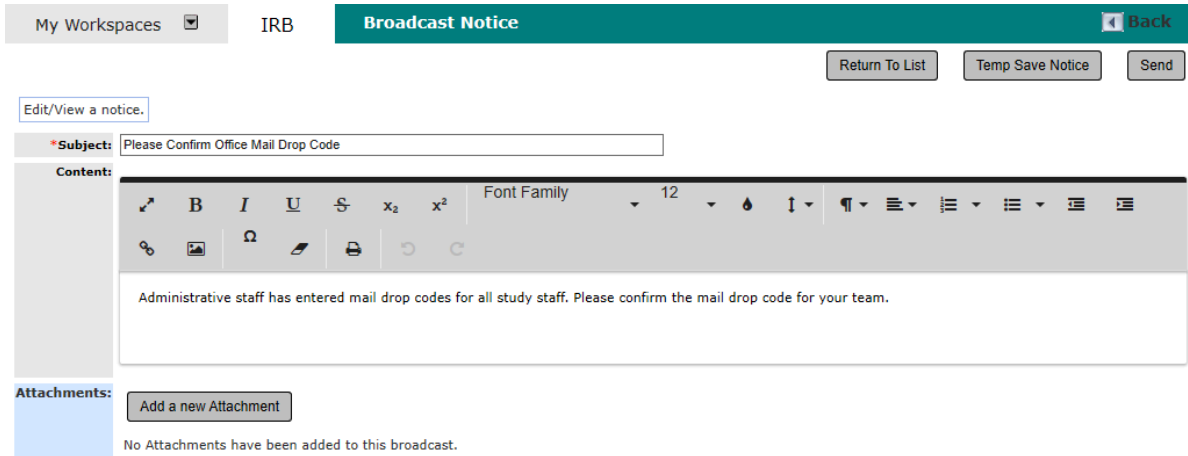 My Workspaces IRB Broadcast Notice Back
Return To List Temp Save Notice Send
Edit/View a notice.
*Subject: Please Confirm Office Mail Drop Code
Content:
B I U S x₂ x² Font Family 12 ¶
Ω
Administrative staff has entered mail drop codes for all study staff. Please confirm the mail drop code for your team.
Attachments:
Add a new Attachment
No Attachments have been added to this broadcast.